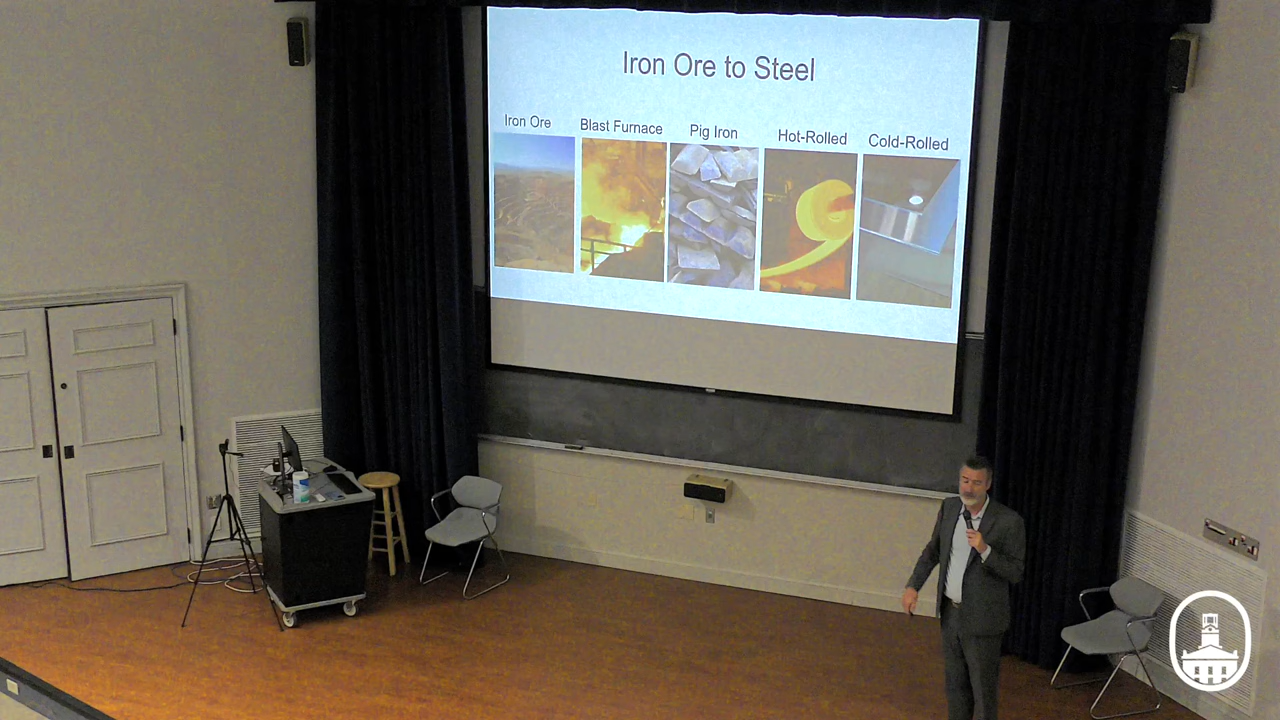 Iron Ore to Steel
Iron Ore
Blast Furnace
Pig Iron
Hot-Rolled
Cold-Rolled